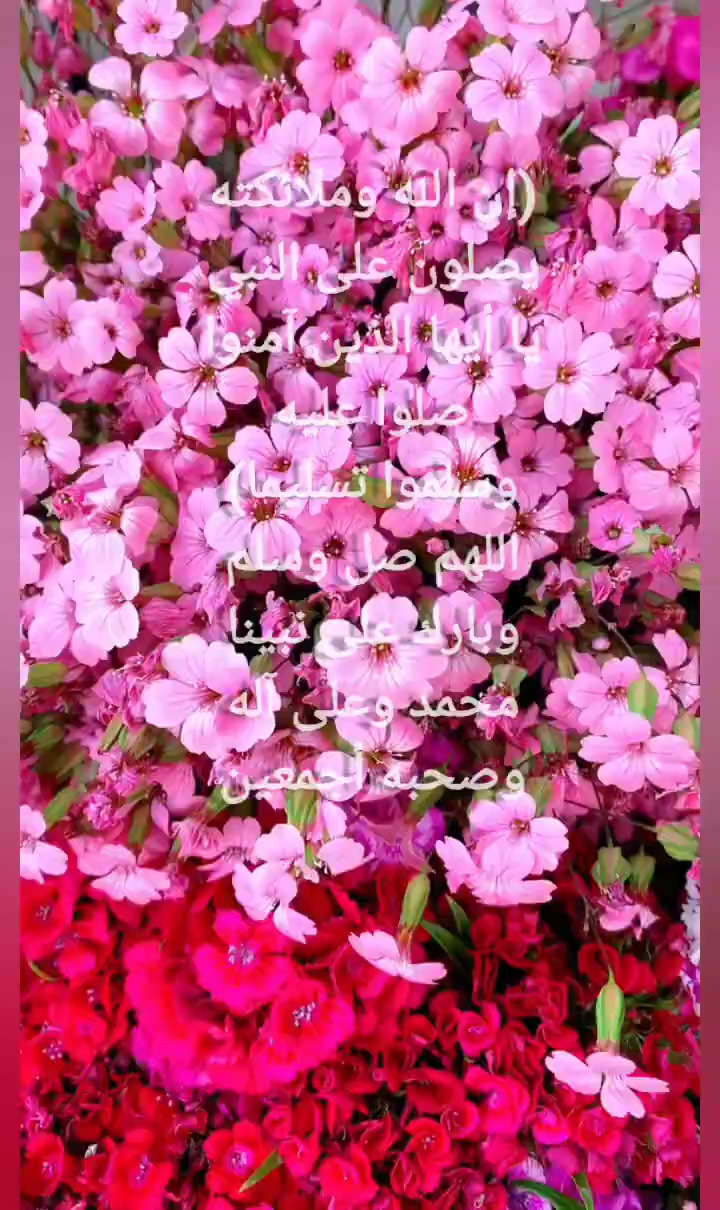 (إن الله وملائكته
يصلون على النبي
يا أيها الذين آمنوا
صلوا عليه
وسلموا تسليما)
اللهم صل وسلم
وبارك على نبينا
محمد وعلى آله
وصحبه أجمعين